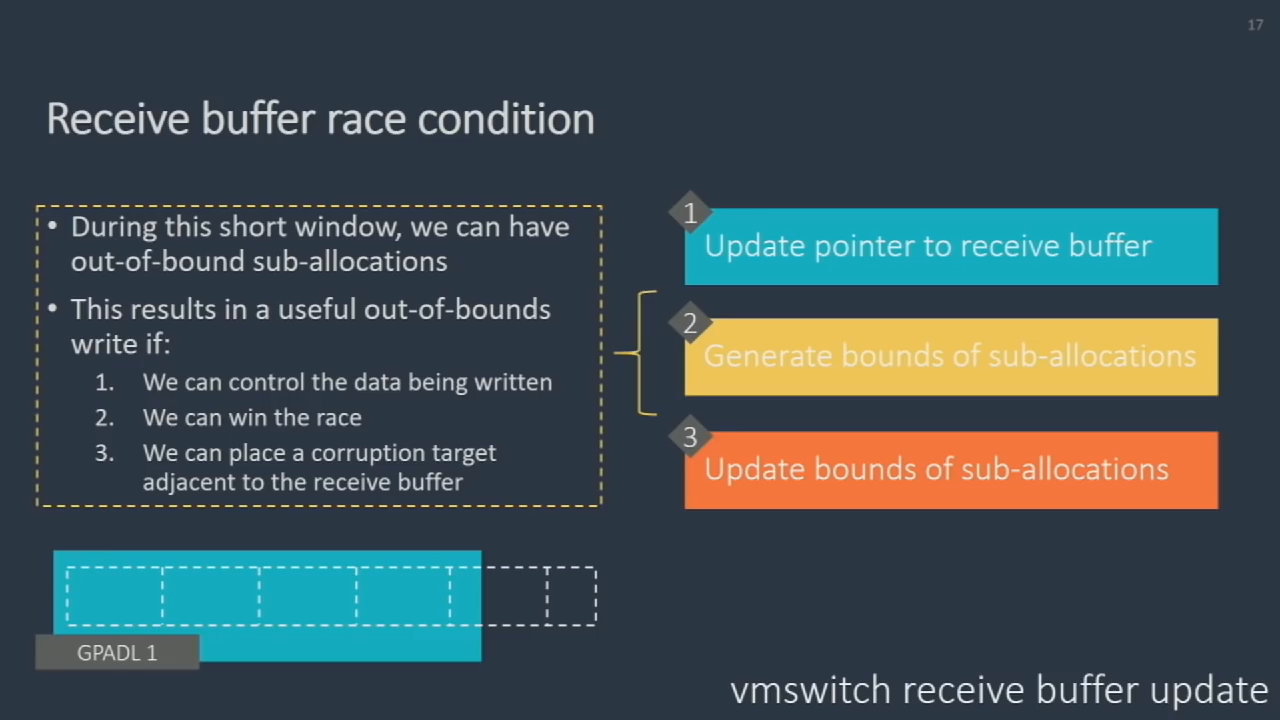 17
Receive buffer race condition
• During this short window, we can have
out-of-bound sub-allocations
• This results in a useful out-of-bounds
write if:
1. We can control the data being written
2. We can win the race
3. We can place a corruption target
adjacent to the receive buffer
1
Update pointer to receive buffer
2
Generate bounds of sub-allocations
3
Update bounds of sub-allocations
GPADL 1
vmswitch receive buffer update